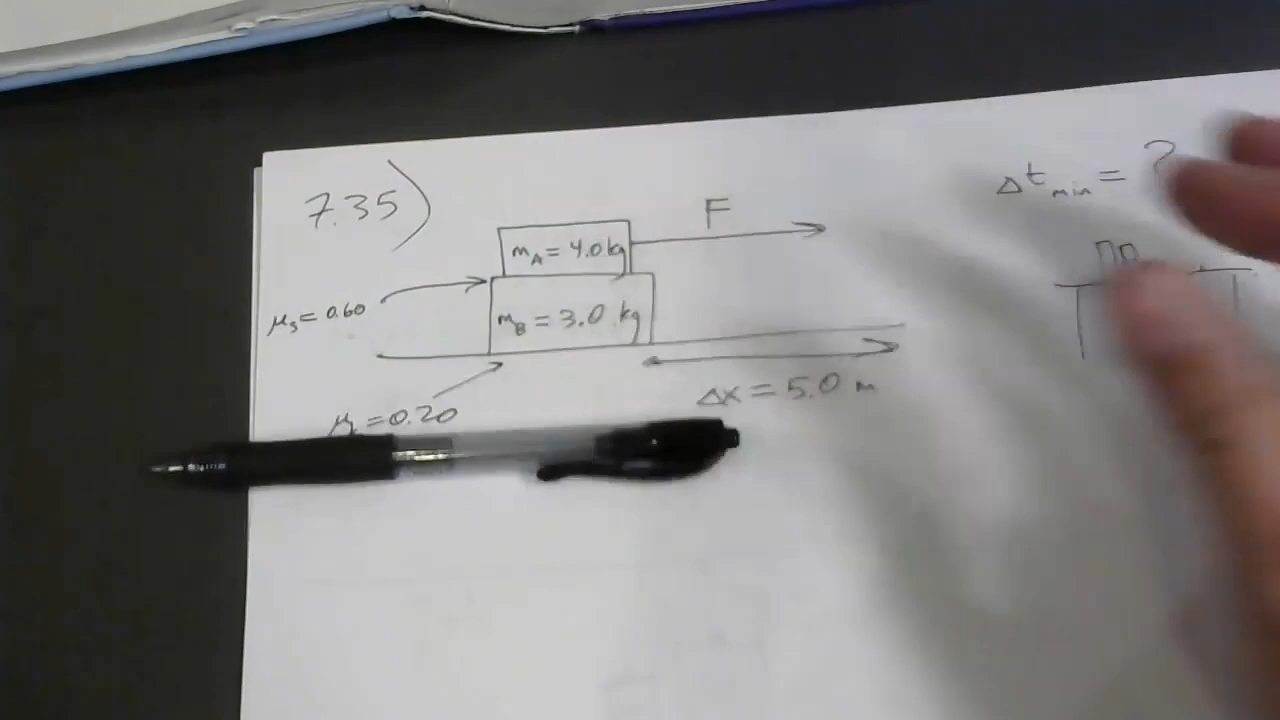 7.35)
Δt_min = ?
F
m_A = 4.0 kg
μ_s = 0.60
m_B = 3.0 kg
Δx = 5.0 m
= 0.20